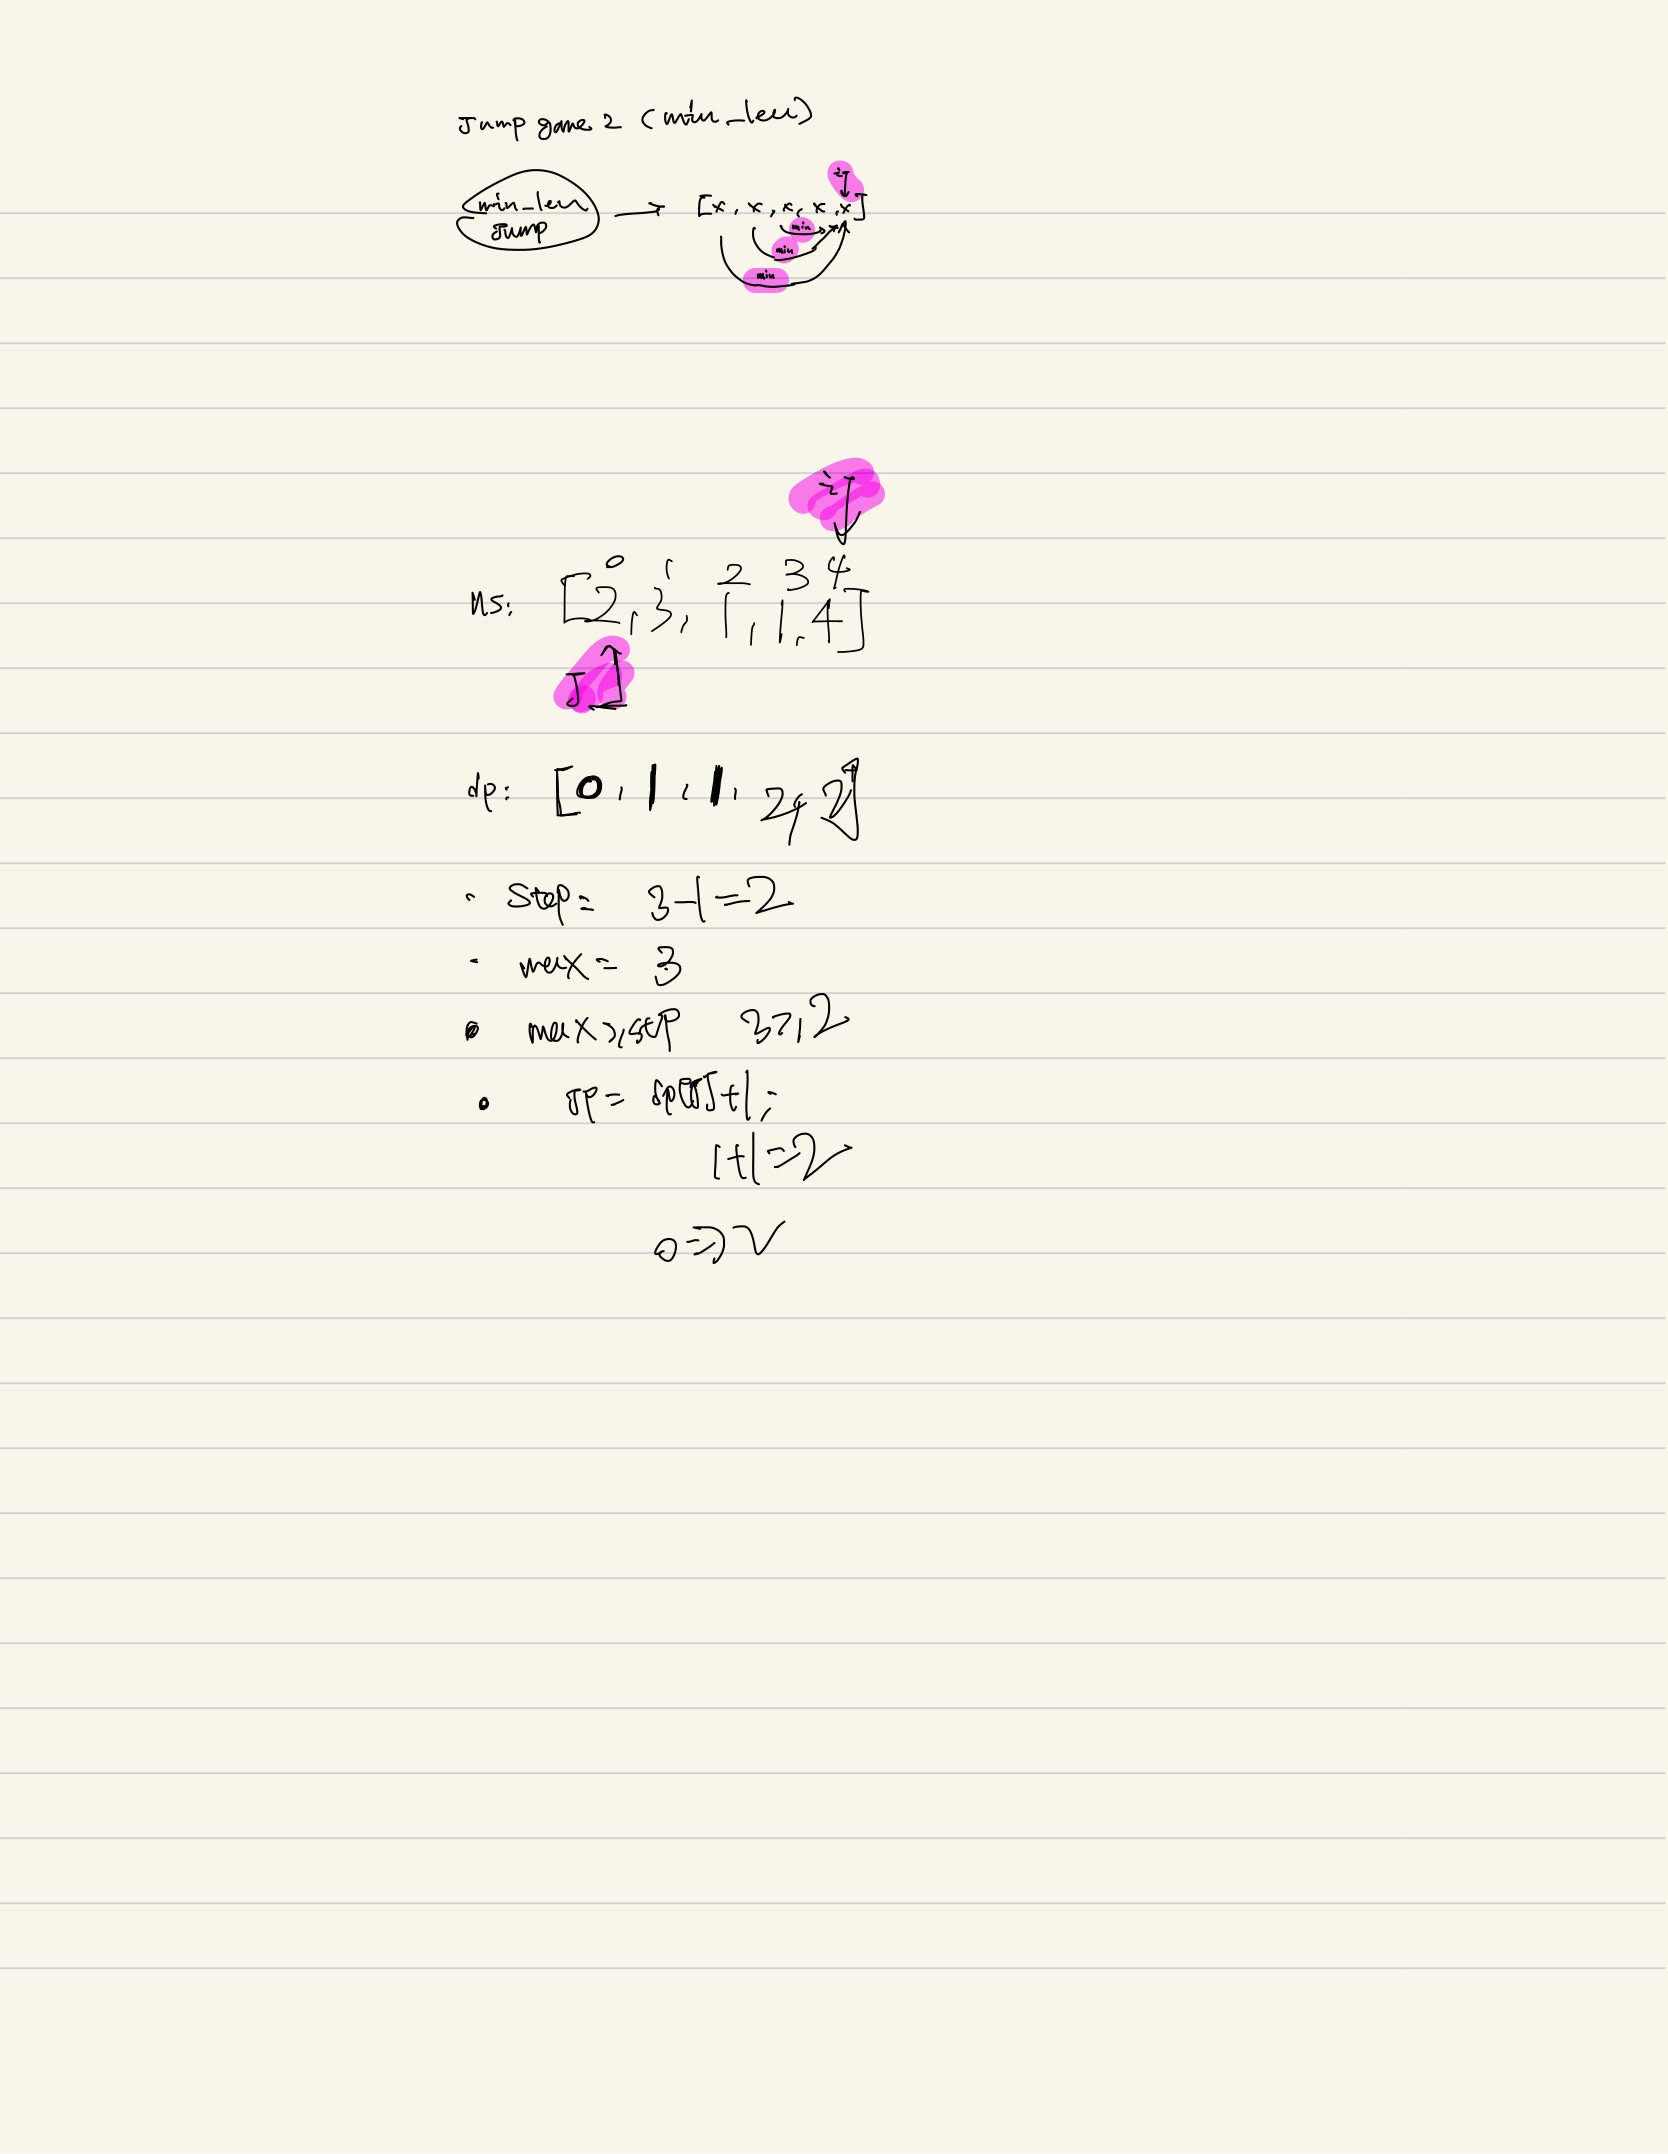 Jump game 2 (min_len)
i
min_len → [x, x, x, x, x]
Jump
min
min
min
i
0 1 2 3 4
ns: [2, 3, 1, 1, 4]
J
dp: [0, 1, 1, 2, 2]
· Step = 3-1=2
· max = 3
• max >, step 3>,2
• JP = dp[J]+1;
1+1=2